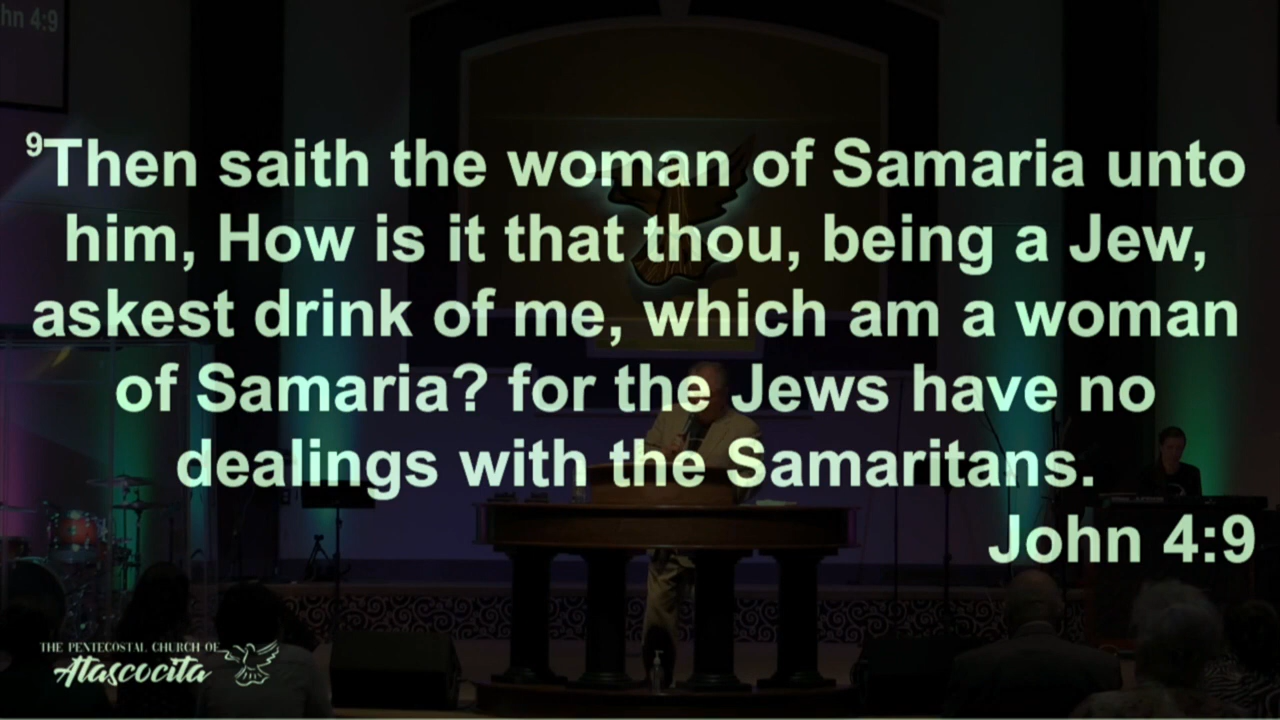 hn 4:9
9Then saith the woman of Samaria unto
him, How is it that thou, being a Jew,
askest drink of me, which am a woman
of Samaria? for the Jews have no
dealings with the Samaritans.
John 4:9
THE PENTECOSTAL CHURCH OF
Atascocita